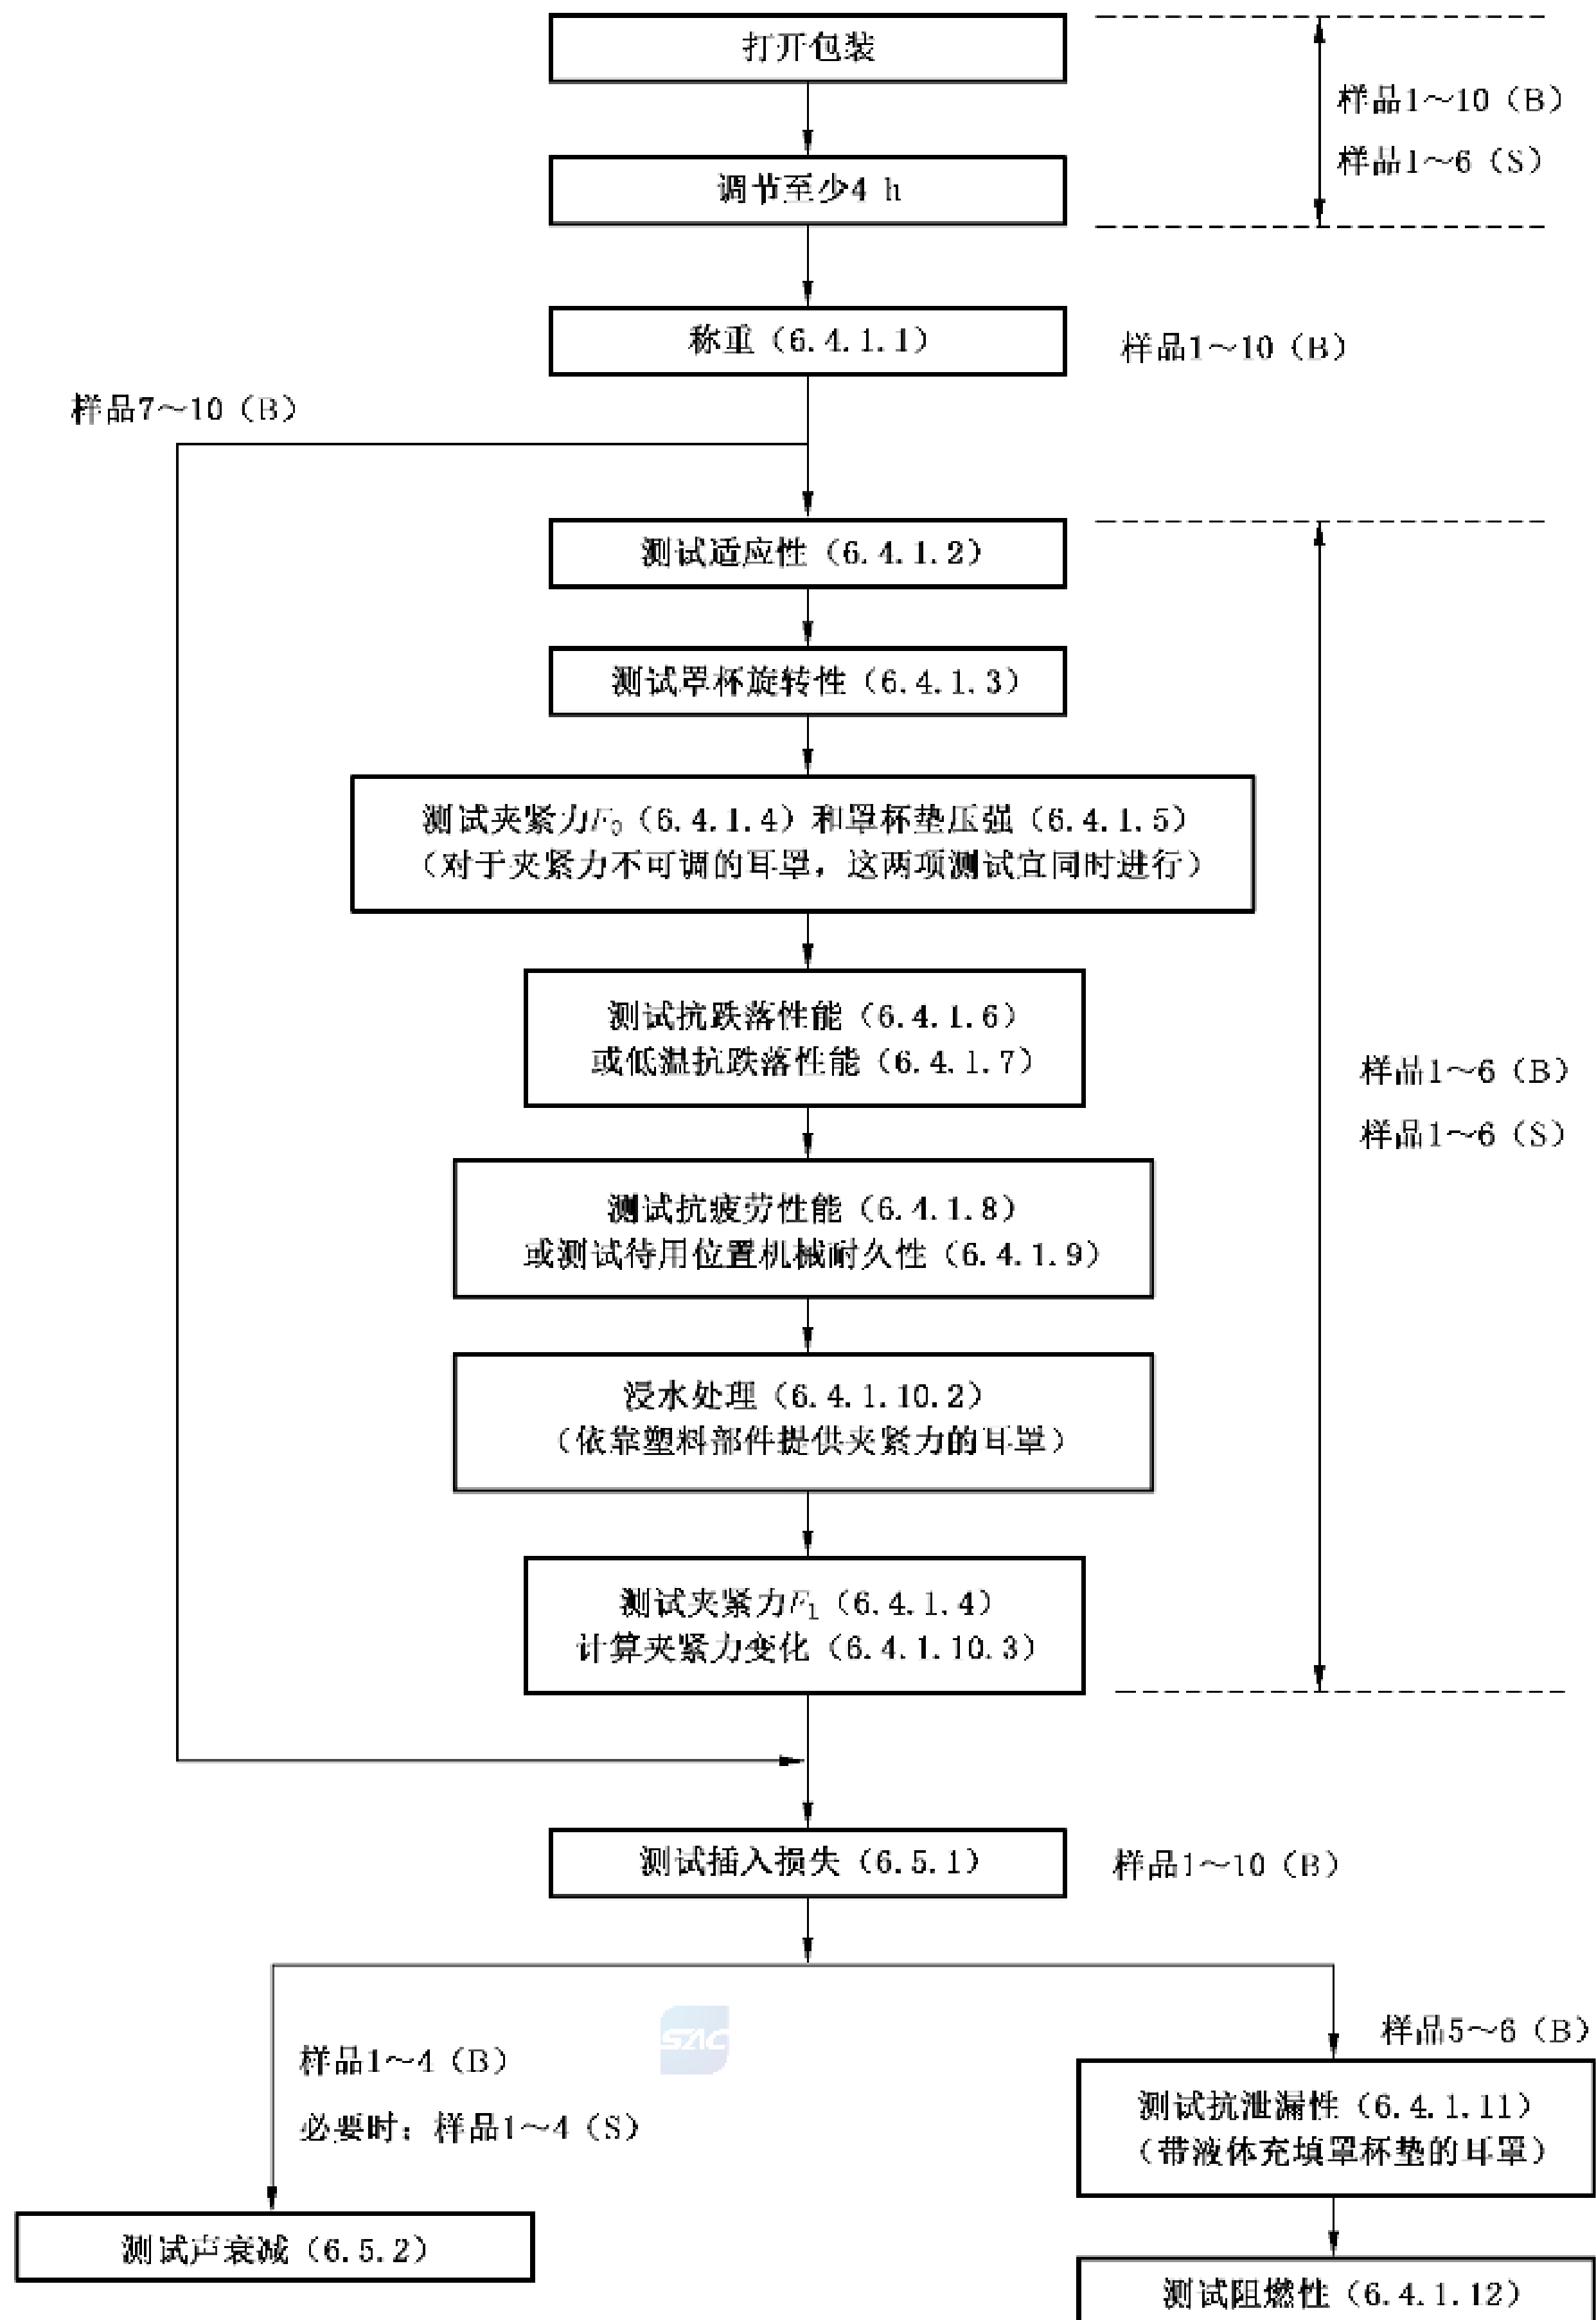 打开包装
样品1～10（B）
样品1～6（S）
调节至少4 h
称重（6.4.1.1）
样品1～10（B）
样品7～10（B）
测试适应性（6.4.1.2）
测试罩杯旋转性（6.4.1.3）
测试夹紧力F₀（6.4.1.4）和罩杯垫压强（6.4.1.5）
（对于夹紧力不可调的耳罩，这两项测试宜同时进行）
测试抗跌落性能（6.4.1.6）
或低温抗跌落性能（6.4.1.7）
样品1～6（B）
样品1～6（S）
测试抗疲劳性能（6.4.1.8）
或测试待用位置机械耐久性（6.4.1.9）
浸水处理（6.4.1.10.2）
（依靠塑料部件提供夹紧力的耳罩）
测试夹紧力F₁（6.4.1.4）
计算夹紧力变化（6.4.1.10.3）
测试插入损失（6.5.1）
样品1～10（B）
SAC
样品5～6（B）
样品1～4（B）
必要时：样品1～4（S）
测试抗泄漏性（6.4.1.11）
（带液体充填罩杯垫的耳罩）
测试声衰减（6.5.2）
测试阻燃性（6.4.1.12）